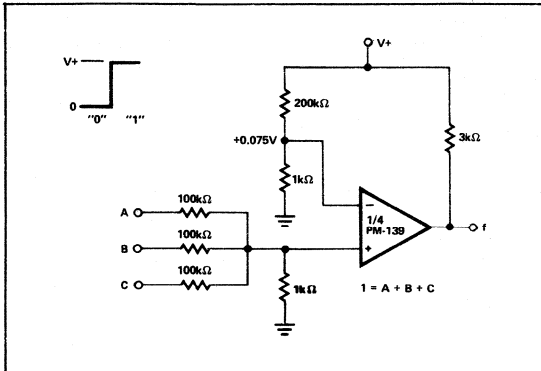 V+
0
"0" "1"
V+
200kΩ
+0.075V
3kΩ
1kΩ
100kΩ
A
100kΩ
B
100kΩ
C
−
1/4
PM-139
+
f
1kΩ
1 = A + B + C